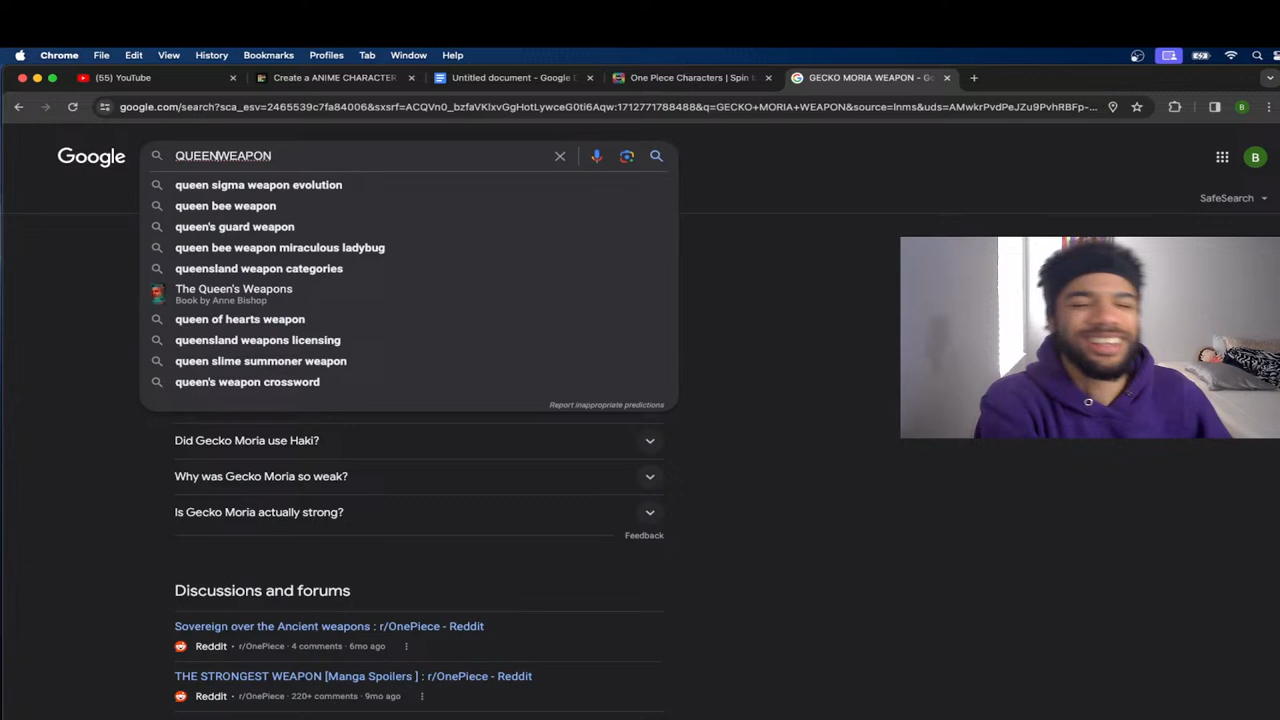 Chrome File Edit View History Bookmarks Profiles Tab Window Help
(55) YouTube
Create a ANIME CHARACTER
Untitled document - Google D
One Piece Characters | Spin t
GECKO MORIA WEAPON - Go
google.com/search?sca_esv=2465539c7fa84006&sxsrf=ACQVn0_bzfaVKlxvGgHotLywceG0ti6Aqw:1712771788488&q=GECKO+MORIA+WEAPON&source=lnms&uds=AMwkrPvdPeJZu9PvhRBFp-...
B
Google
QUEENWEAPON
B
queen sigma weapon evolution
SafeSearch
queen bee weapon
queen's guard weapon
queen bee weapon miraculous ladybug
queensland weapon categories
The Queen's Weapons
Book by Anne Bishop
queen of hearts weapon
queensland weapons licensing
queen slime summoner weapon
queen's weapon crossword
Report inappropriate predictions
Did Gecko Moria use Haki?
Why was Gecko Moria so weak?
Is Gecko Moria actually strong?
Feedback
Discussions and forums
Sovereign over the Ancient weapons : r/OnePiece - Reddit
Reddit · r/OnePiece · 4 comments · 6mo ago
THE STRONGEST WEAPON [Manga Spoilers ] : r/OnePiece - Reddit
Reddit · r/OnePiece · 220+ comments · 9mo ago